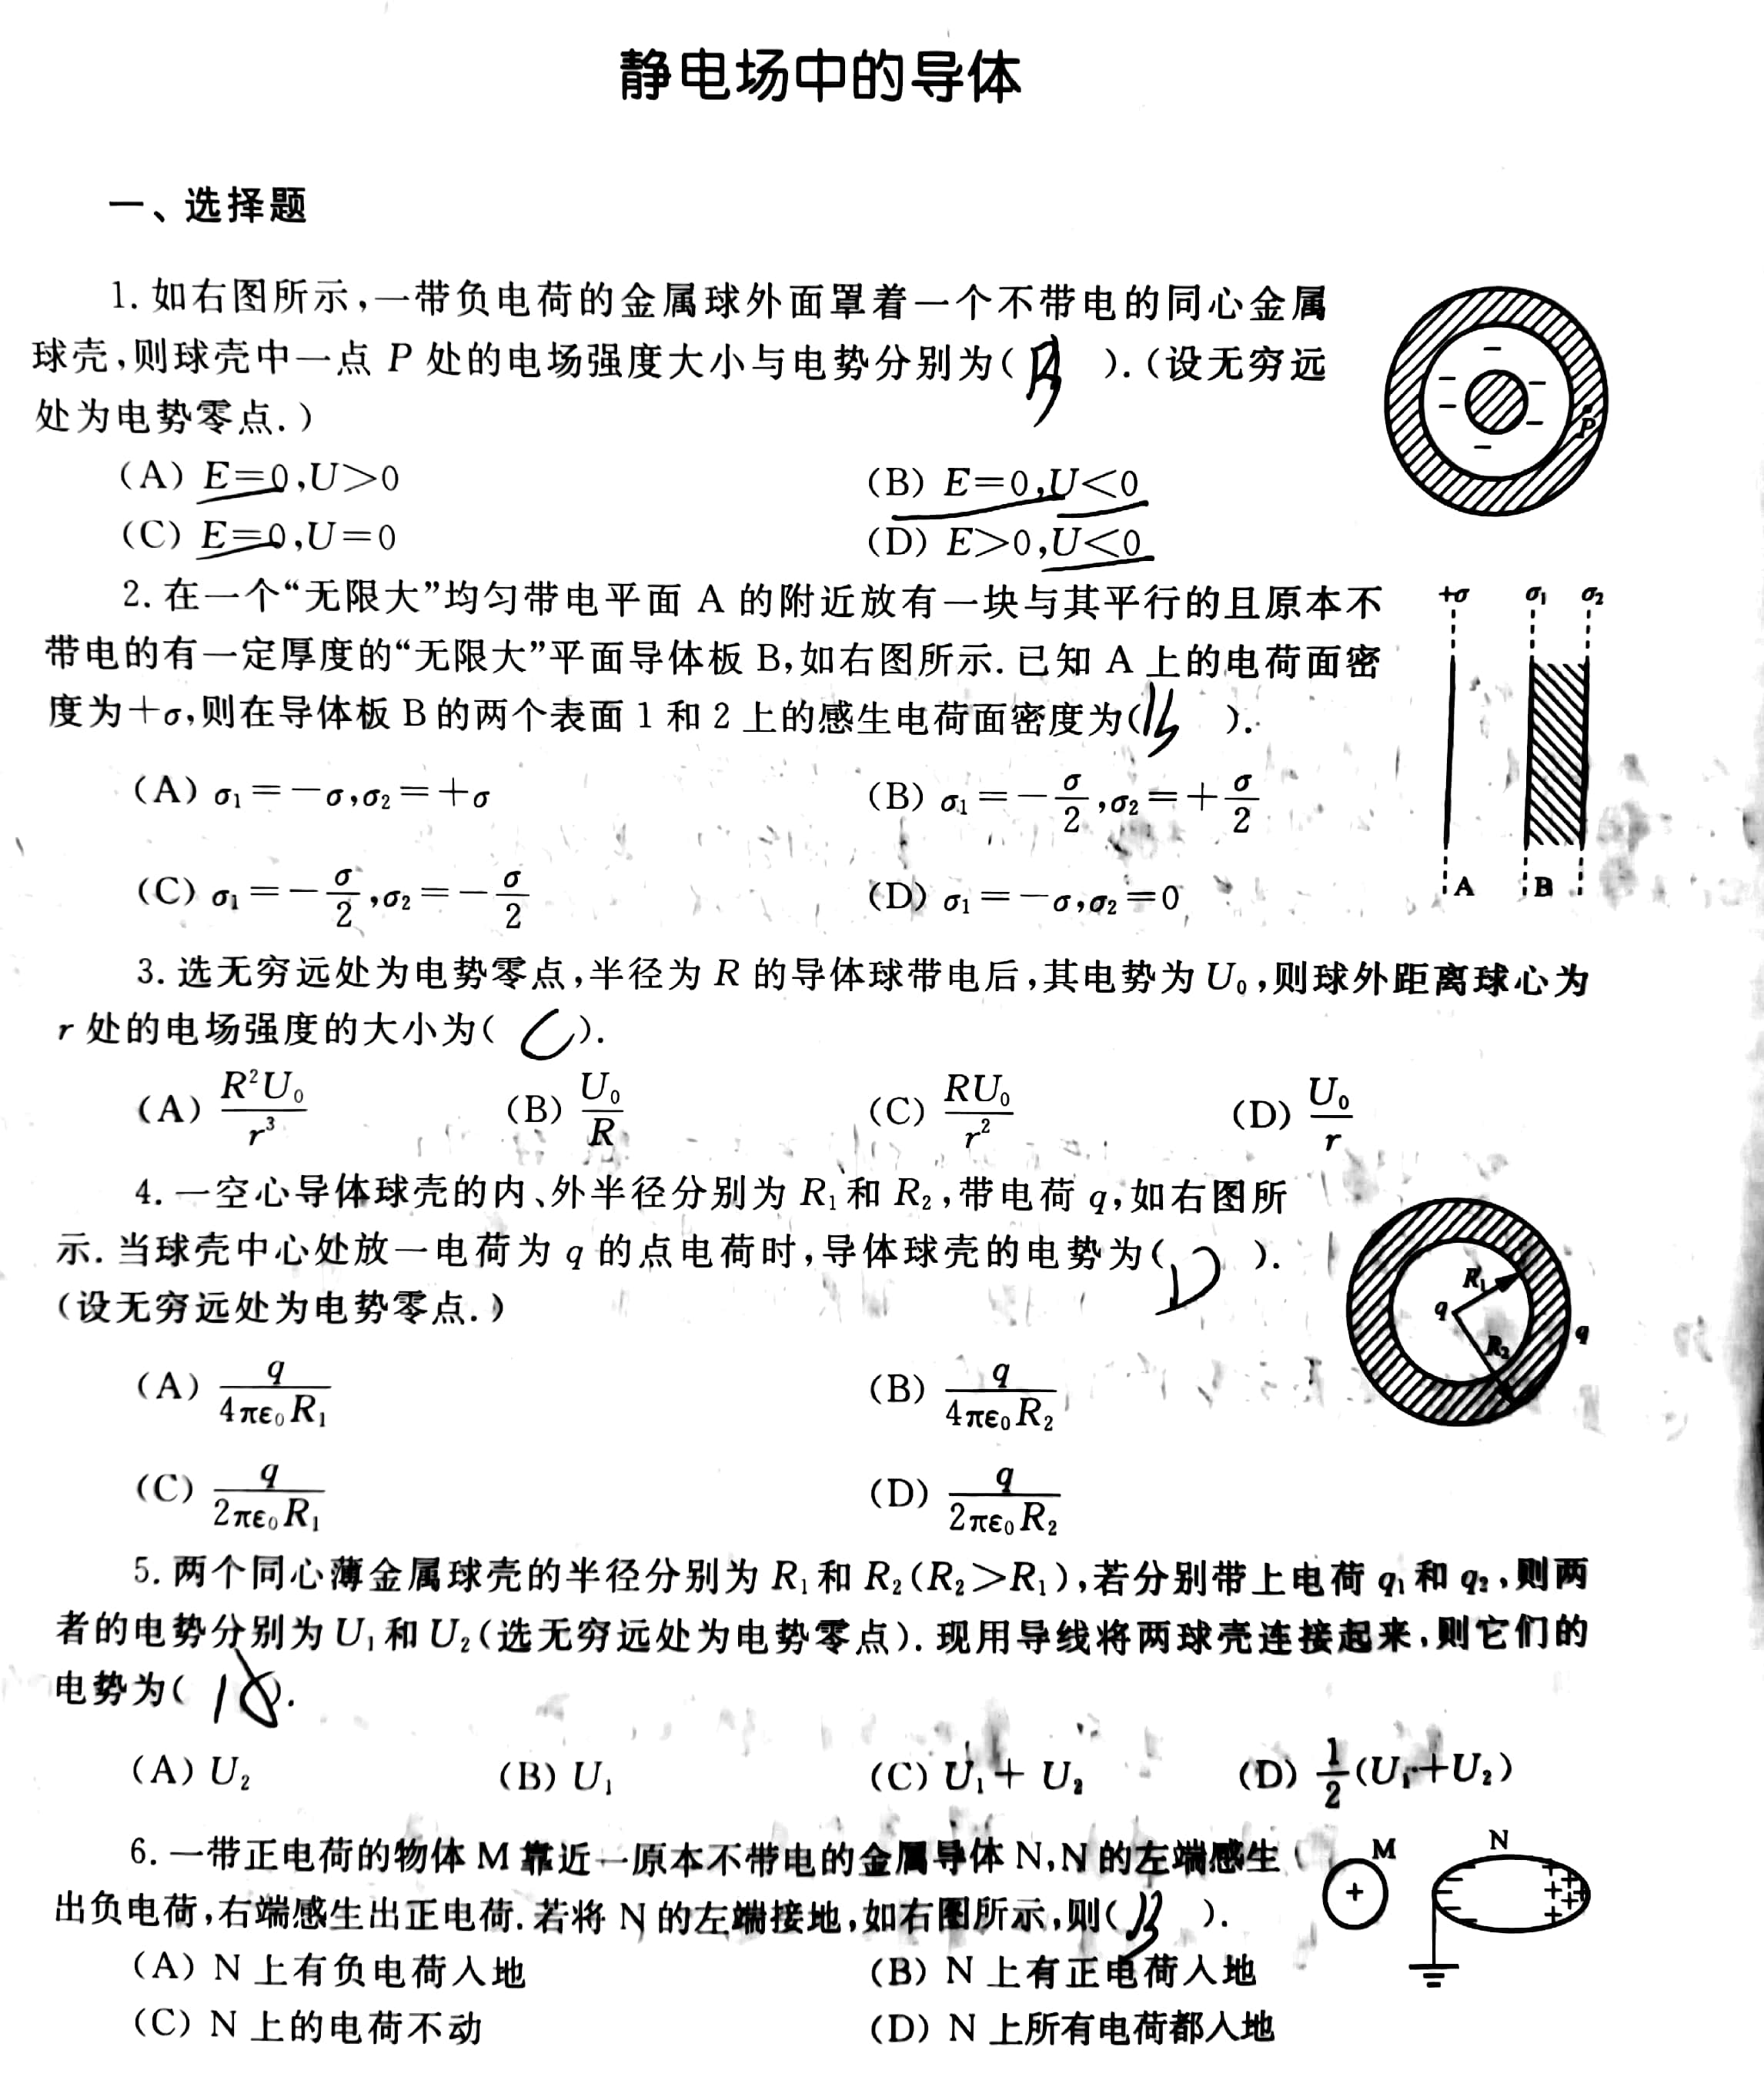 静电场中的导体
一、选择题
1. 如右图所示,一带负电荷的金属球外面罩着一个不带电的同心金属
球壳,则球壳中一点 P 处的电场强度大小与电势分别为( B ).(设无穷远
处为电势零点.)
P
(A) E=0,U>0 (B) E=0,U<0
(C) E=0,U=0 (D) E>0,U<0
2. 在一个“无限大”均匀带电平面 A 的附近放有一块与其平行的且原本不
带电的有一定厚度的“无限大”平面导体板 B,如右图所示. 已知 A 上的电荷面密
度为+σ,则在导体板 B 的两个表面 1 和 2 上的感生电荷面密度为( B ).
+σ σ₁ σ₂
(A) σ₁=-σ,σ₂=+σ (B) σ₁=-σ/2,σ₂=+σ/2
(C) σ₁=-σ/2,σ₂=-σ/2 (D) σ₁=-σ,σ₂=0
A B
3. 选无穷远处为电势零点,半径为 R 的导体球带电后,其电势为 U₀,则球外距离球心为
r 处的电场强度的大小为( C ).
(A) R²U₀/r³ (B) U₀/R (C) RU₀/r² (D) U₀/r
4. 一空心导体球壳的内、外半径分别为 R₁ 和 R₂,带电荷 q,如右图所
示. 当球壳中心处放一电荷为 q 的点电荷时,导体球壳的电势为( D ).
(设无穷远处为电势零点.)
R₁
q
R₂
q
(A) q/4πε₀R₁ (B) q/4πε₀R₂
(C) q/2πε₀R₁ (D) q/2πε₀R₂
5. 两个同心薄金属球壳的半径分别为 R₁ 和 R₂(R₂>R₁),若分别带上电荷 q₁ 和 q₂,则两
者的电势分别为 U₁ 和 U₂(选无穷远处为电势零点). 现用导线将两球壳连接起来,则它们的
电势为( ).
(A) U₂ (B) U₁ (C) U₁+U₂ (D) 1/2(U₁+U₂)
6. 一带正电荷的物体 M 靠近一原本不带电的金属导体 N,N 的左端感生
出负电荷,右端感生出正电荷. 若将 N 的左端接地,如右图所示,则( B ).
M N
(A) N 上有负电荷入地 (B) N 上有正电荷入地
(C) N 上的电荷不动 (D) N 上所有电荷都入地